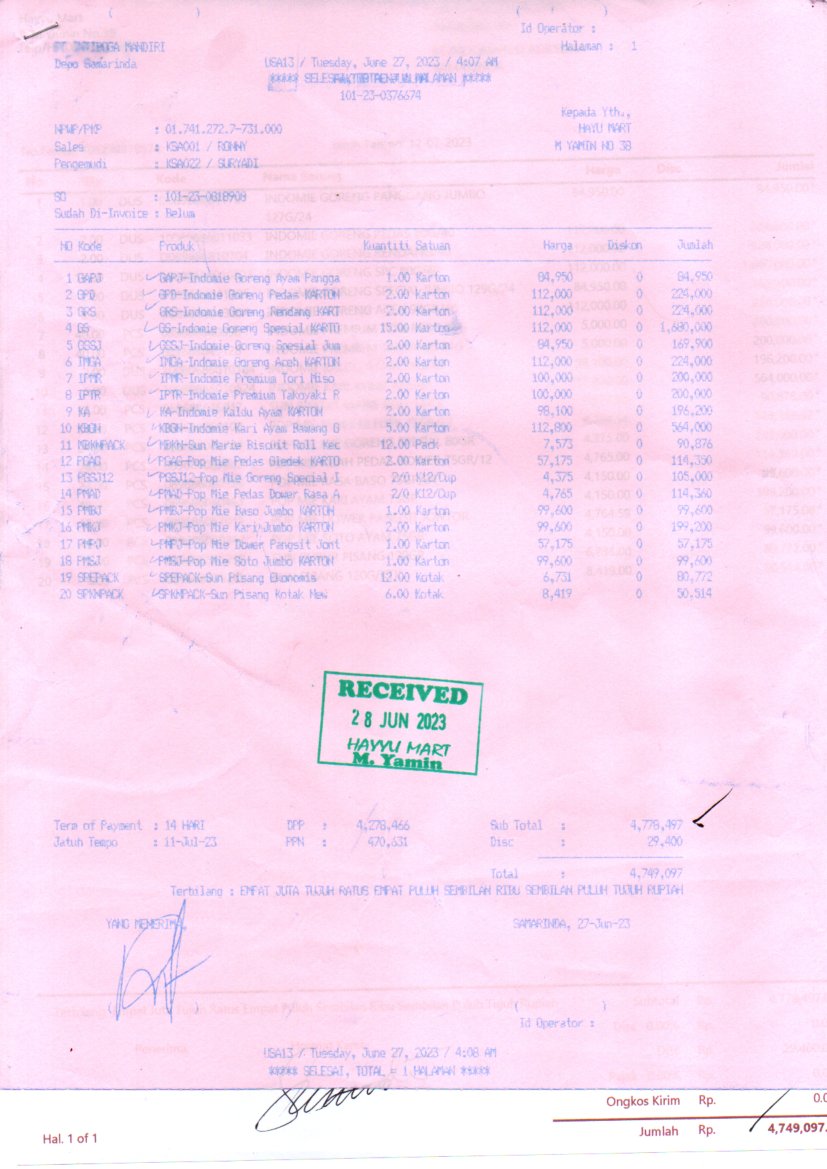 Id Operator :
PT INTIBOGA MANDIRI
Halaman : 1
Depo Samarinda
USA13 / Tuesday, June 27, 2023 / 4:07 AM
101-23-0376674
Kepada Yth.,
NPWP/PKP : 01.741.272.7-731.000
HAYU MART
Sales : KSA001 / RONNY
M YAMIN NO 38
Pengemudi : KSA022 / SURYADI
SO : 101-23-0618908
Sudah Di-Invoice : Belum
NO Kode Produk Kuantiti Satuan Harga Diskon Jumlah
1 GAPJ GAPJ-Indomie Goreng Ayam Pangga 1.00 Karton 84,950 0 84,950
2 GPD GPD-Indomie Goreng Pedas KARTON 2.00 Karton 112,000 0 224,000
3 GRS GRS-Indomie Goreng Rendang KART 2.00 Karton 112,000 0 224,000
4 GS GS-Indomie Goreng Spesial KARTO 15.00 Karton 112,000 0 1,680,000
5 GSSJ GSSJ-Indomie Goreng Spesial Jum 2.00 Karton 84,950 0 169,900
6 IMGA IMGA-Indomie Goreng Aceh KARTON 2.00 Karton 112,000 0 224,000
7 IPMR IPMR-Indomie Premium Tori Miso 2.00 Karton 100,000 0 200,000
8 IPTR IPTR-Indomie Premium Takoyaki R 2.00 Karton 100,000 0 200,000
9 KA KA-Indomie Kaldu Ayam KARTON 2.00 Karton 98,100 0 196,200
10 KBGN KBGN-Indomie Kari Ayam Bawang G 5.00 Karton 112,800 0 564,000
11 MBKNPACK MBKN-Sun Marie Biscuit Roll Kec 12.00 Pack 7,573 0 90,876
12 PGAG PGAG-Pop Mie Pedas Gledek KARTO 2.00 Karton 57,175 0 114,350
13 PGSJ12 PGSJ12-Pop Mie Goreng Spesial I 2/0 K12/Cup 4,375 0 105,000
14 PMAD PMAD-Pop Mie Pedas Dower Rasa A 2/0 K12/Cup 4,765 0 114,360
15 PMBJ PMBJ-Pop Mie Baso Jumbo KARTON 1.00 Karton 99,600 0 99,600
16 PMKJ PMKJ-Pop Mie Kari Jumbo KARTON 2.00 Karton 99,600 0 199,200
17 PMPJ PMPJ-Pop Mie Dower Pangsit Jont 1.00 Karton 57,175 0 57,175
18 PMSJ PMSJ-Pop Mie Soto Jumbo KARTON 1.00 Karton 99,600 0 99,600
19 SPEPACK SPEPACK-Sun Pisang Ekonomis 12.00 Kotak 6,731 0 80,772
20 SPKNPACK SPKNPACK-Sun Pisang Kotak New 6.00 Kotak 8,419 0 50,514
RECEIVED
28 JUN 2023
HAYYU MART
M. Yamin
Term of Payment : 14 HARI DPP : 4,278,466 Sub Total : 4,778,497
Jatuh Tempo : 11-Jul-23 PPN : 470,631 Disc : 29,400
Total : 4,749,097
Terbilang : EMPAT JUTA TUJUH RATUS EMPAT PULUH SEMBILAN RIBU SEMBILAN PULUH TUJUH RUPIAH
YANG MENERIMA, SAMARINDA, 27-Jun-23
Id Operator :
USA13 / Tuesday, June 27, 2023 / 4:08 AM
***** SELESAI, TOTAL = 1 HALAMAN *****
Ongkos Kirim Rp. 0.0
Hal. 1 of 1
Jumlah Rp. 4,749,097.